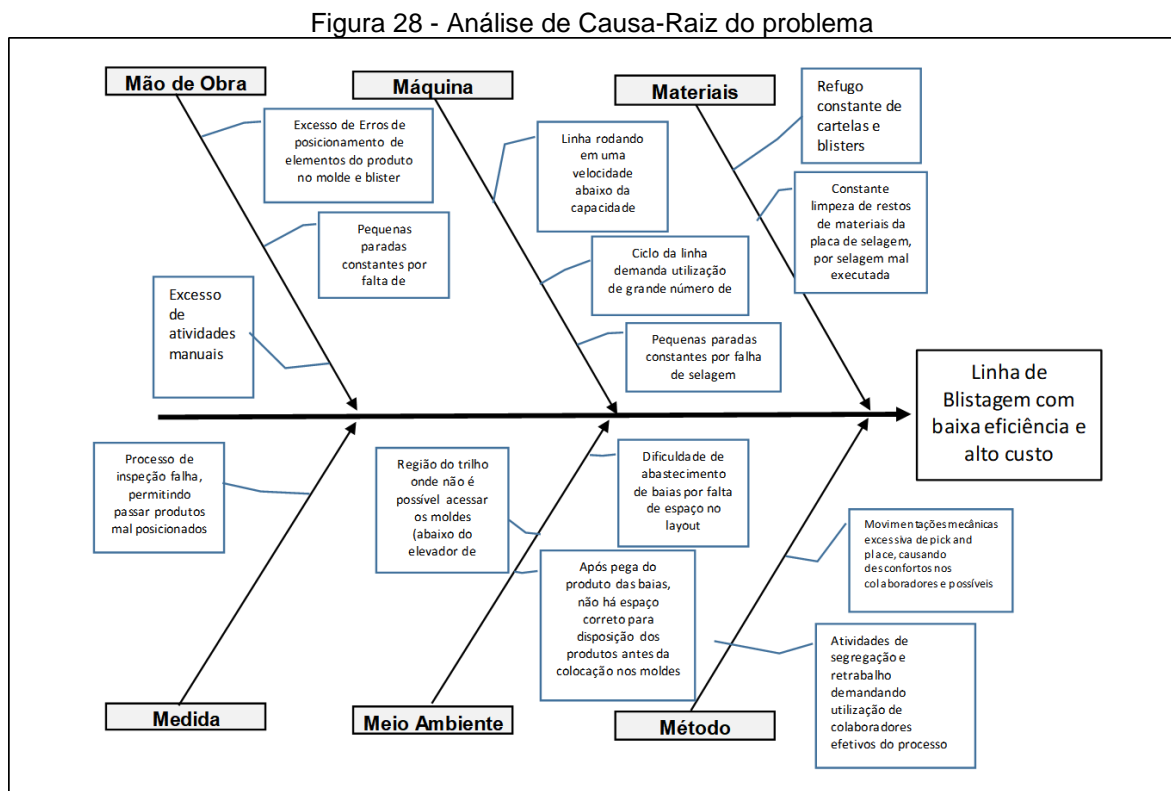 Figura 28 - Análise de Causa-Raiz do problema
Mão de Obra
Excesso de Erros de
posicionamento de
elementos do produto
no molde e blister
Pequenas
paradas
constantes por
falta de
Excesso
de
atividades
manuais
Máquina
Linha rodando
em uma
velocidade
abaixo da
capacidade
Ciclo da linha
demanda utilização
de grande número de
Pequenas paradas
constantes por falha
de selagem
Materiais
Refugo
constante de
cartelas e
blisters
Constante
limpeza de restos
de materiais da
placa de selagem,
por selagem mal
executada
Linha de
Blistagem com
baixa eficiência e
alto custo
Processo de
inspeção falha,
permitindo
passar produtos
mal posicionados
Medida
Região do trilho
onde não é
possível acessar
os moldes
(abaixo do
elevador de
Dificuldade de
abastecimento
de baias por falta
de espaço no
layout
Após pega do
produto das baias,
não há espaço
correto para
disposição dos
produtos antes da
colocação nos moldes
Meio Ambiente
Movimentações mecânicas
excessiva de pick and
place, causando
desconfortos nos
colaboradores e possíveis
Atividades de
segregação e
retrabalho
demandando
utilização de
colaboradores
efetivos do processo
Método